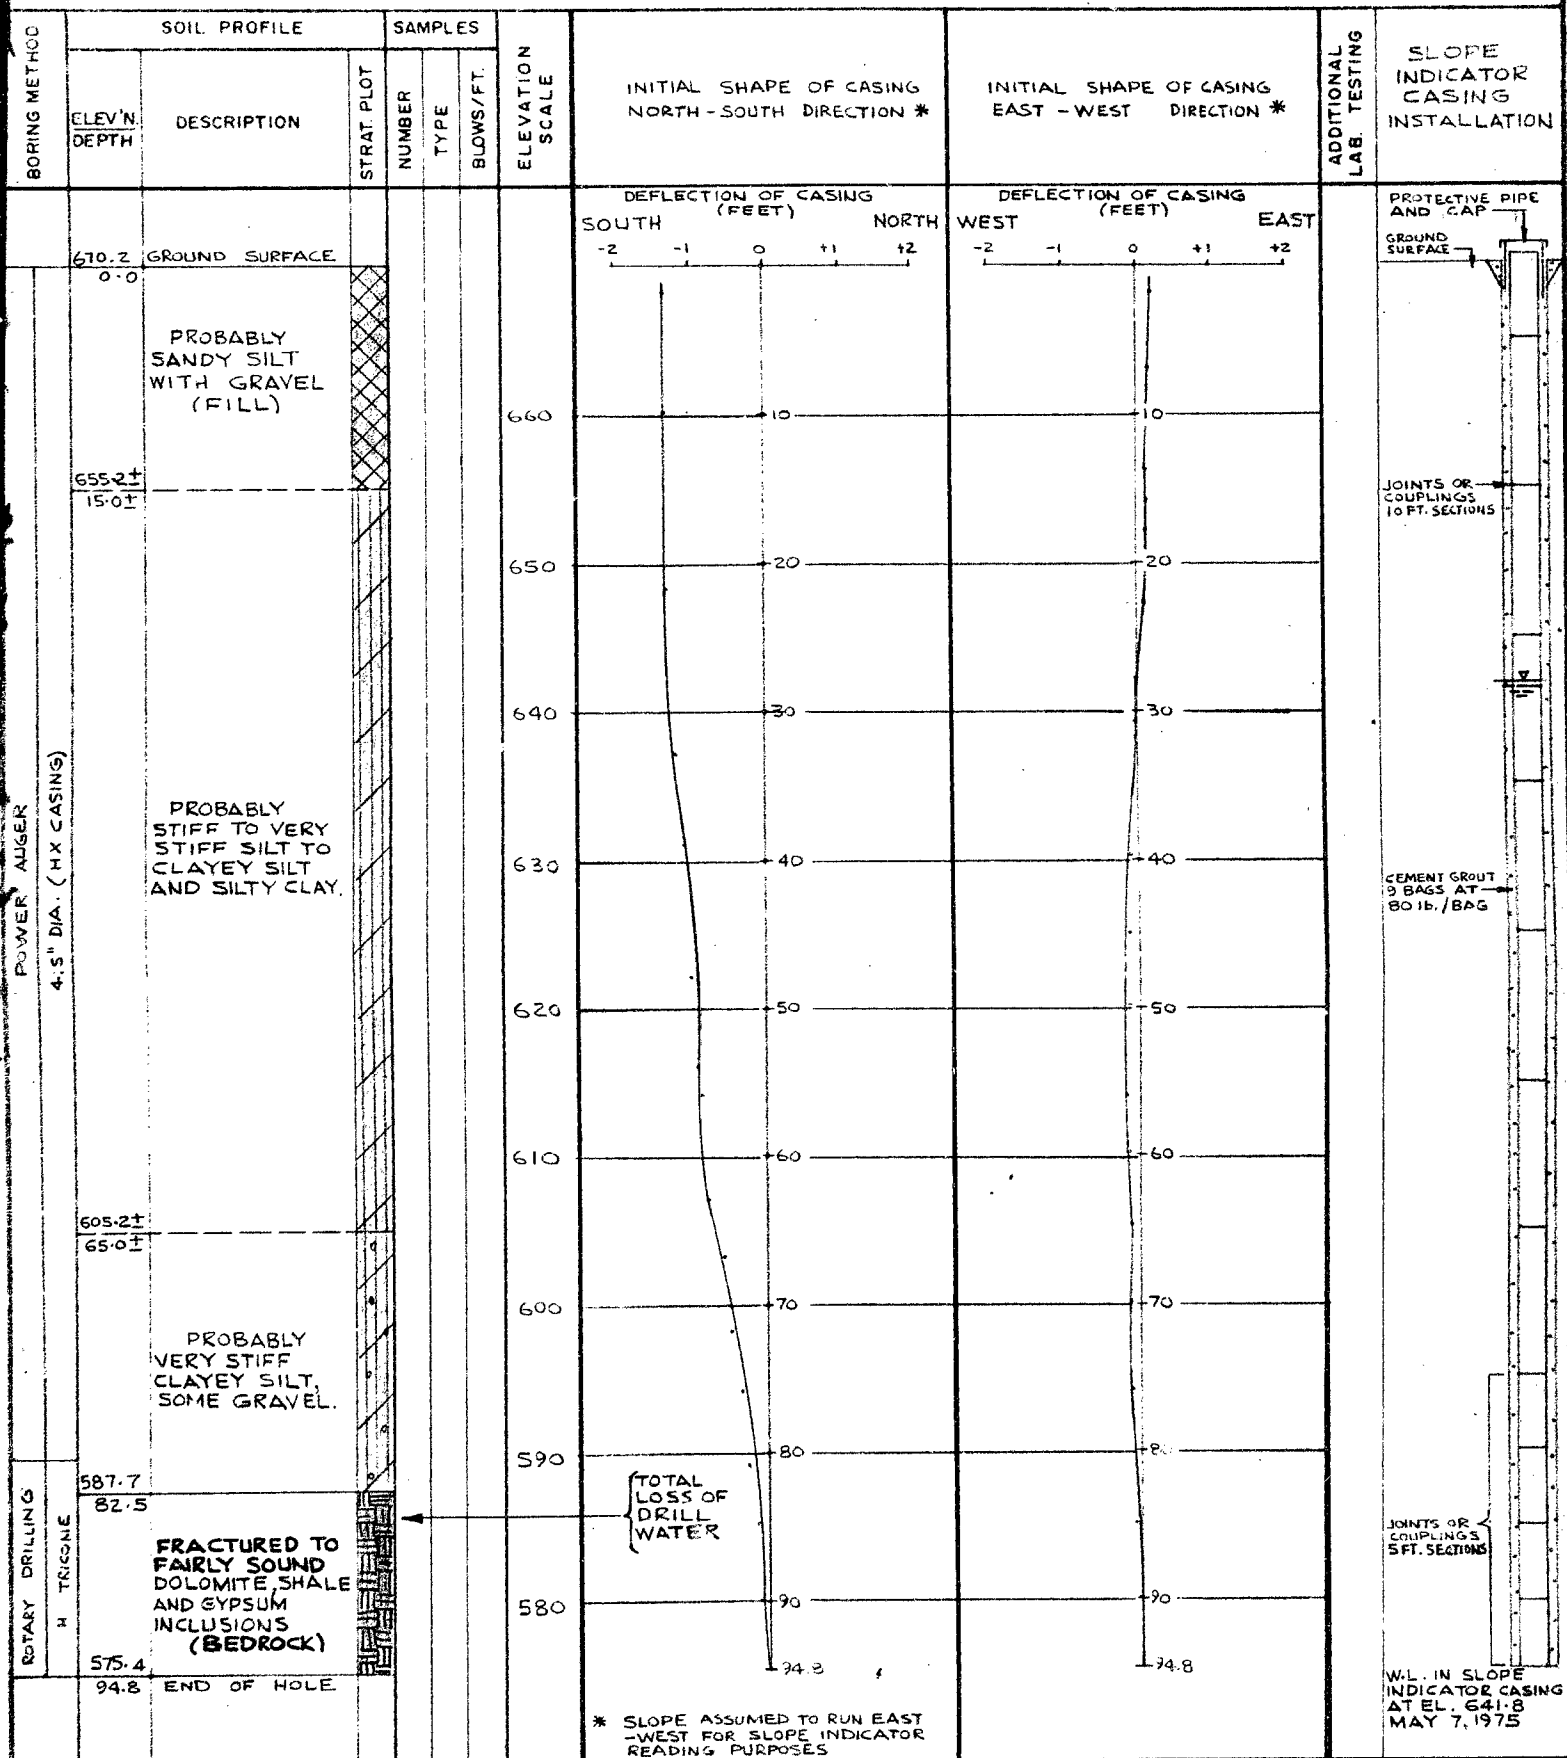 BORING METHOD
SOIL PROFILE
ELEV'N.
DEPTH
DESCRIPTION
STRAT. PLOT
SAMPLES
NUMBER
TYPE
BLOWS/FT.
ELEVATION
SCALE
INITIAL SHAPE OF CASING
NORTH-SOUTH DIRECTION *
INITIAL SHAPE OF CASING
EAST-WEST DIRECTION *
ADDITIONAL
LAB. TESTING
SLOPE
INDICATOR
CASING
INSTALLATION
DEFLECTION OF CASING
(FEET)
SOUTH NORTH
-2 -1 0 +1 +2
DEFLECTION OF CASING
(FEET)
WEST EAST
-2 -1 0 +1 +2
PROTECTIVE PIPE
AND CAP
GROUND
SURFACE
670.2 GROUND SURFACE
0.0
PROBABLY
SANDY SILT
WITH GRAVEL
(FILL)
655.2±
15.0±
PROBABLY
STIFF TO VERY
STIFF SILT TO
CLAYEY SILT
AND SILTY CLAY.
605.2±
65.0±
PROBABLY
VERY STIFF
CLAYEY SILT,
SOME GRAVEL.
587.7
82.5
FRACTURED TO
FAIRLY SOUND
DOLOMITE, SHALE
AND GYPSUM
INCLUSIONS
(BEDROCK)
575.4
94.8 END OF HOLE
POWER AUGER
4.5" DIA. (HX CASING)
ROTARY DRILLING
H TRICONE
660
650
640
630
620
610
600
590
580
10
20
30
40
50
60
70
80
90
94.8
TOTAL
LOSS OF
DRILL
WATER
10
20
30
40
50
60
70
90
94.8
JOINTS OR
COUPLINGS
10 FT. SECTIONS
CEMENT GROUT
9 BAGS AT
80 lb./BAG
JOINTS OR
COUPLINGS
5 FT. SECTIONS
W.L. IN SLOPE
INDICATOR CASING
AT EL. 641.8
MAY 7, 1975
* SLOPE ASSUMED TO RUN EAST
-WEST FOR SLOPE INDICATOR
READING PURPOSES